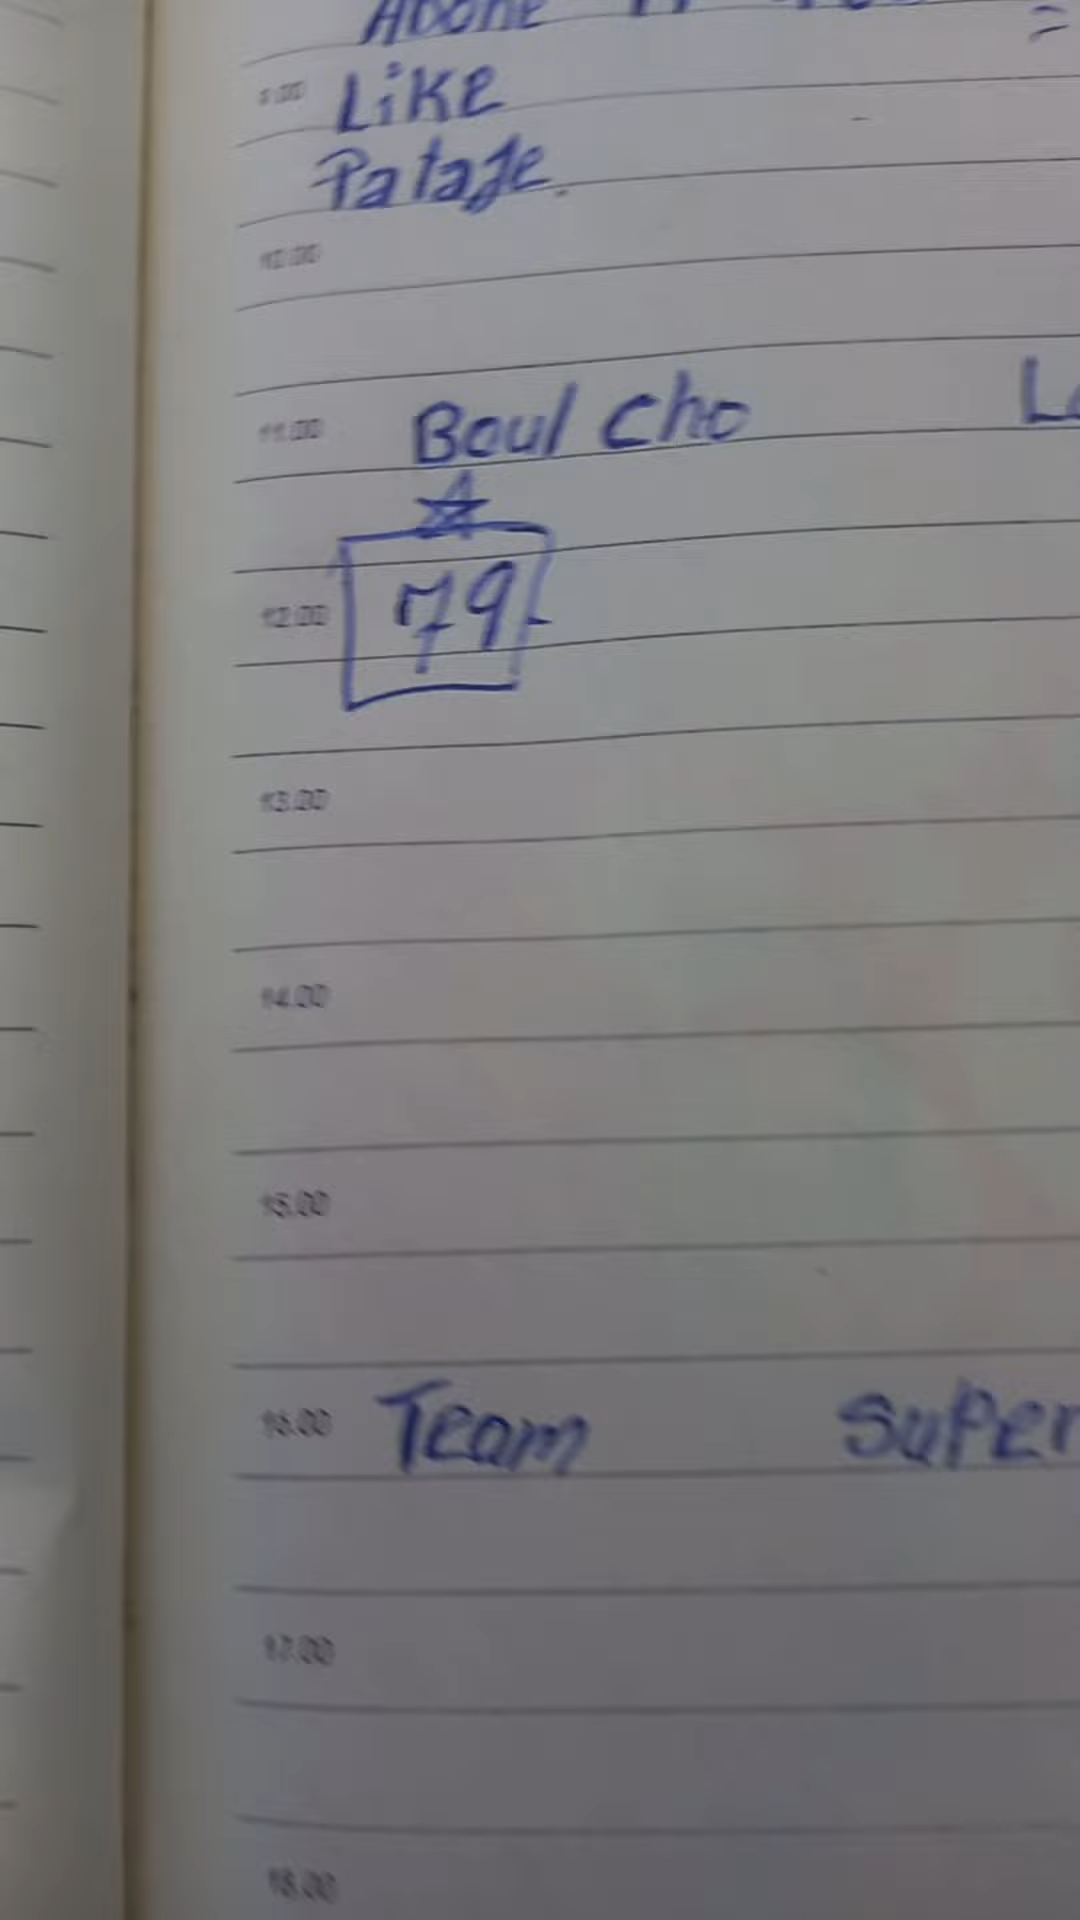 Abone
9.00 Like
Pataje.
10.00
11.00 Boul cho
12.00 79
13.00
14.00
15.00
16.00 Team Super
17.00
18.00